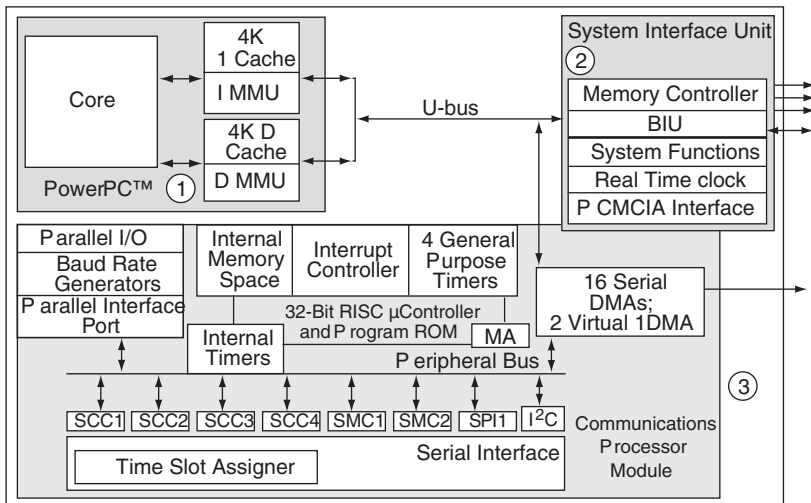 4K
1 Cache
I MMU
Core
4K D
Cache
D MMU
PowerPC™
1
U-bus
System Interface Unit
2
Memory Controller
BIU
System Functions
Real Time clock
P CMCIA Interface
Parallel I/O
Baud Rate
Generators
P arallel Interface
Port
Internal
Memory
Space
Interrupt
Controller
4 General
Purpose
Timers
32-Bit RISC µController
and P rogram ROM
Internal
Timers
MA
16 Serial
DMAs;
2 Virtual 1DMA
P eripheral Bus
3
SCC1
SCC2
SCC3
SCC4
SMC1
SMC2
SPI1
I²C
Serial Interface
Time Slot Assigner
Communications
P rocessor
Module